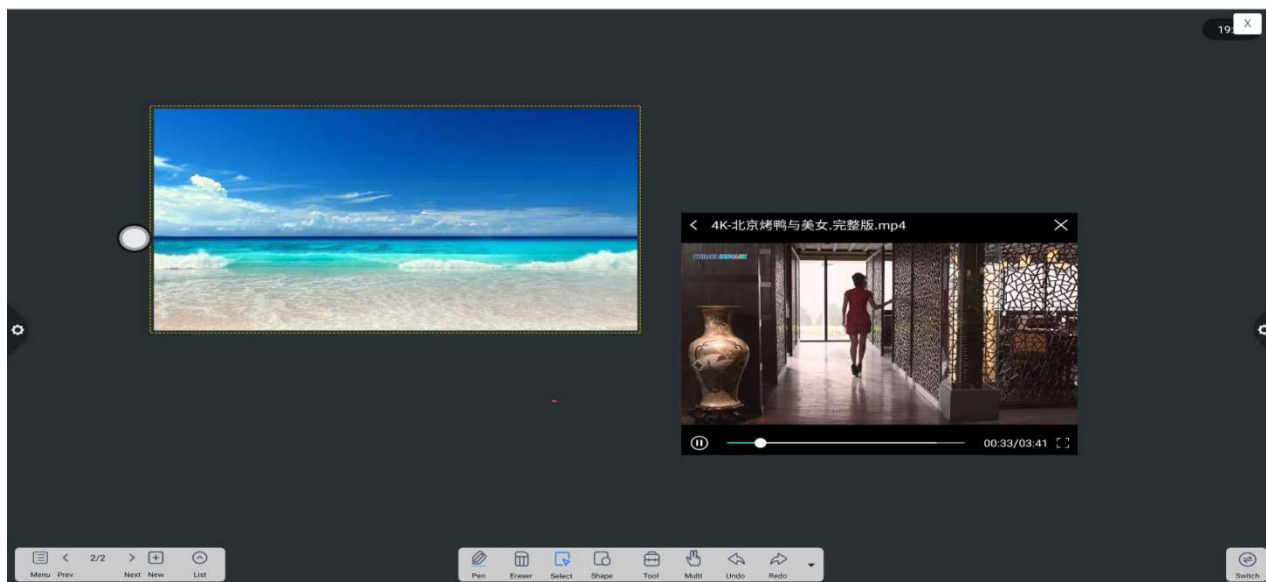 X
19:
4K-北京烤鸭与美女.完整版.mp4
00:33/03:41
2/2
Menu Prev Next New List
Pen Eraser Select Shape Tool Multi Undo Redo
Switch